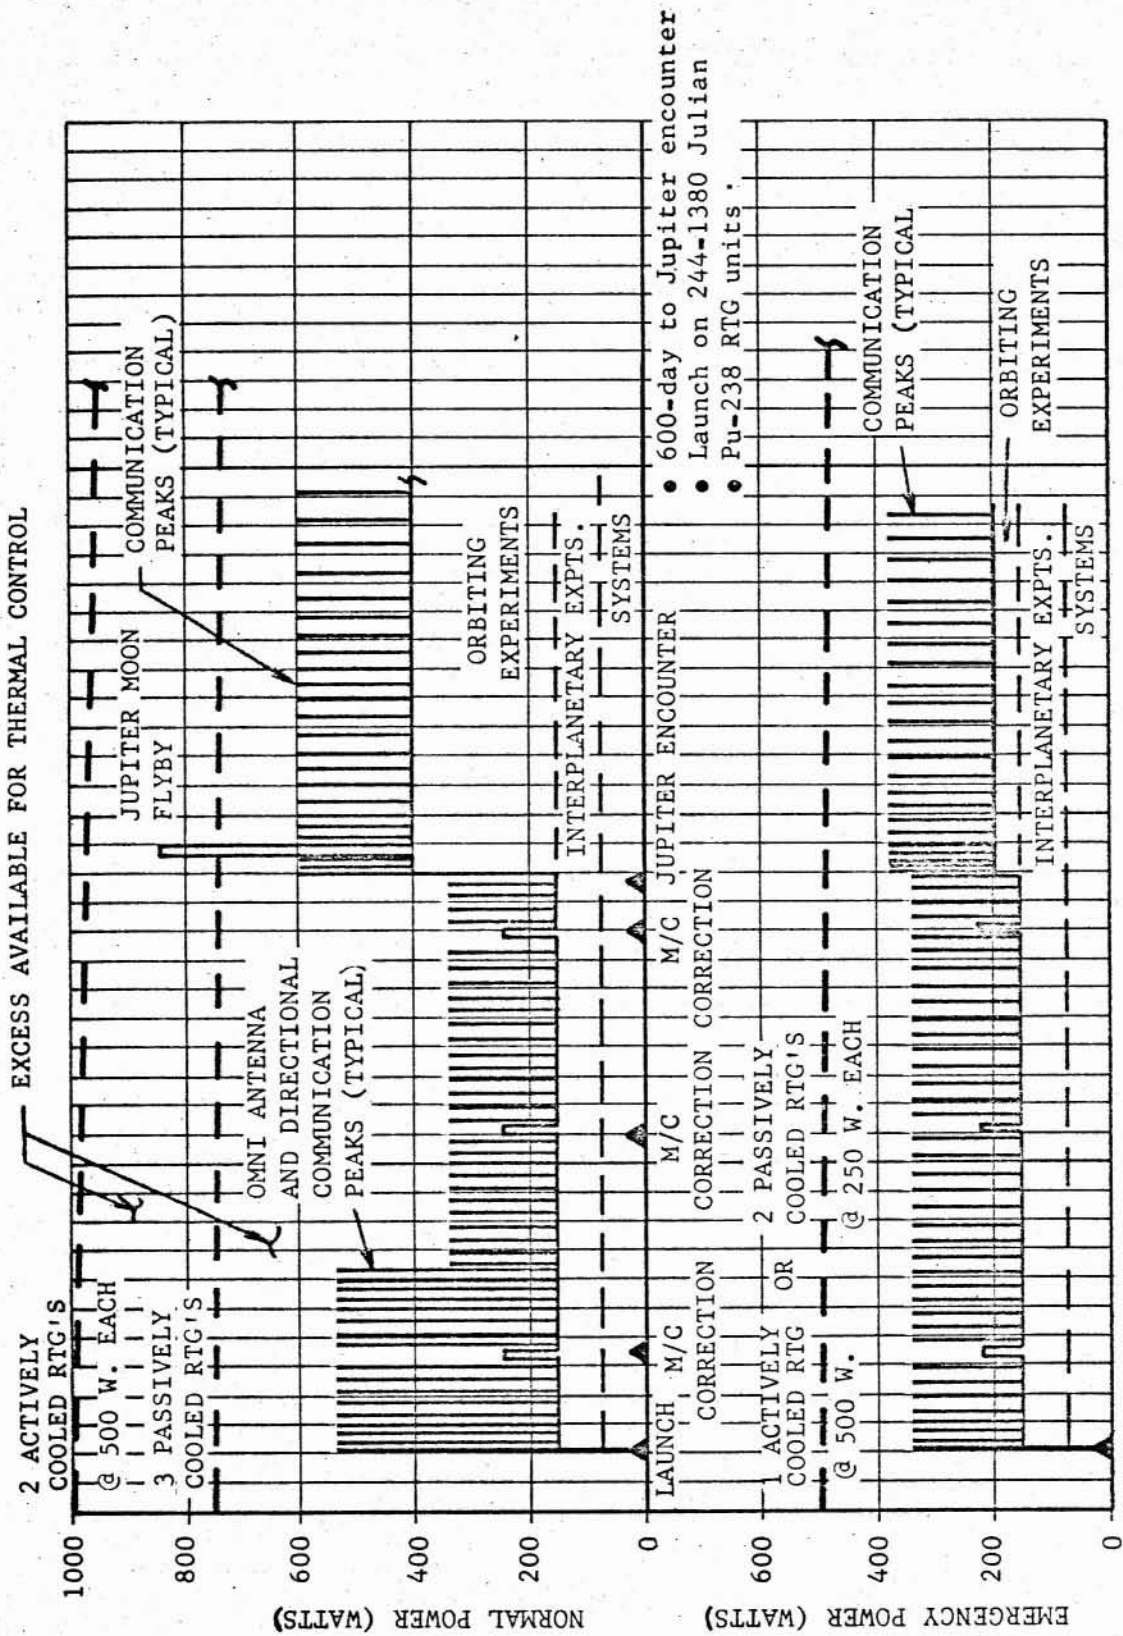 EXCESS AVAILABLE FOR THERMAL CONTROL
2 ACTIVELY
COOLED RTG'S
@ 500 W. EACH
3 PASSIVELY
COOLED RTG'S
OMNI ANTENNA
AND DIRECTIONAL
COMMUNICATION
PEAKS (TYPICAL)
JUPITER MOON
FLYBY
COMMUNICATION
PEAKS (TYPICAL)
ORBITING
EXPERIMENTS
INTERPLANETARY EXPTS.
SYSTEMS
NORMAL POWER (WATTS)
1000
800
600
400
200
0
LAUNCH
M/C
CORRECTION
M/C
CORRECTION
M/C
CORRECTION
JUPITER ENCOUNTER
● 600-day to Jupiter encounter
● Launch on 244-1380 Julian
● Pu-238 RTG units.
1 ACTIVELY
COOLED RTG
@ 500 W.
OR
2 PASSIVELY
COOLED RTG'S
@ 250 W. EACH
COMMUNICATION
PEAKS (TYPICAL
ORBITING
EXPERIMENTS
INTERPLANETARY EXPTS.
SYSTEMS
EMERGENCY POWER (WATTS)
600
400
200
0